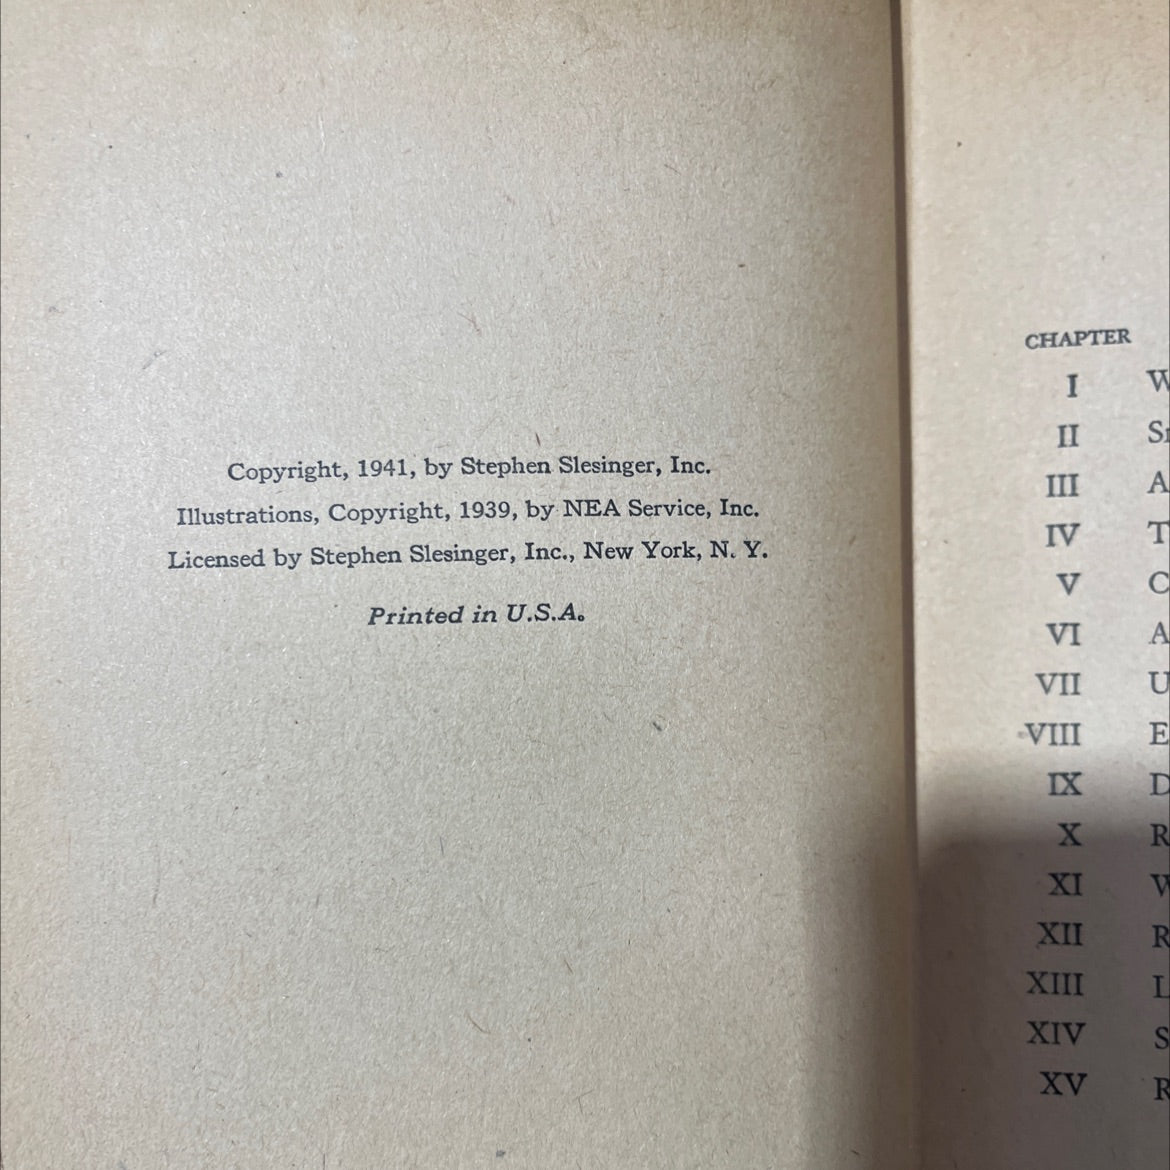 Copyright, 1941, by Stephen Slesinger, Inc.
Illustrations, Copyright, 1939, by NEA Service, Inc.
Licensed by Stephen Slesinger, Inc., New York, N. Y.
Printed in U.S.A.
CHAPTER
I
II
III
IV
V
VI
VII
VIII
IX
X
XI
XII
XIII
XIV
XV